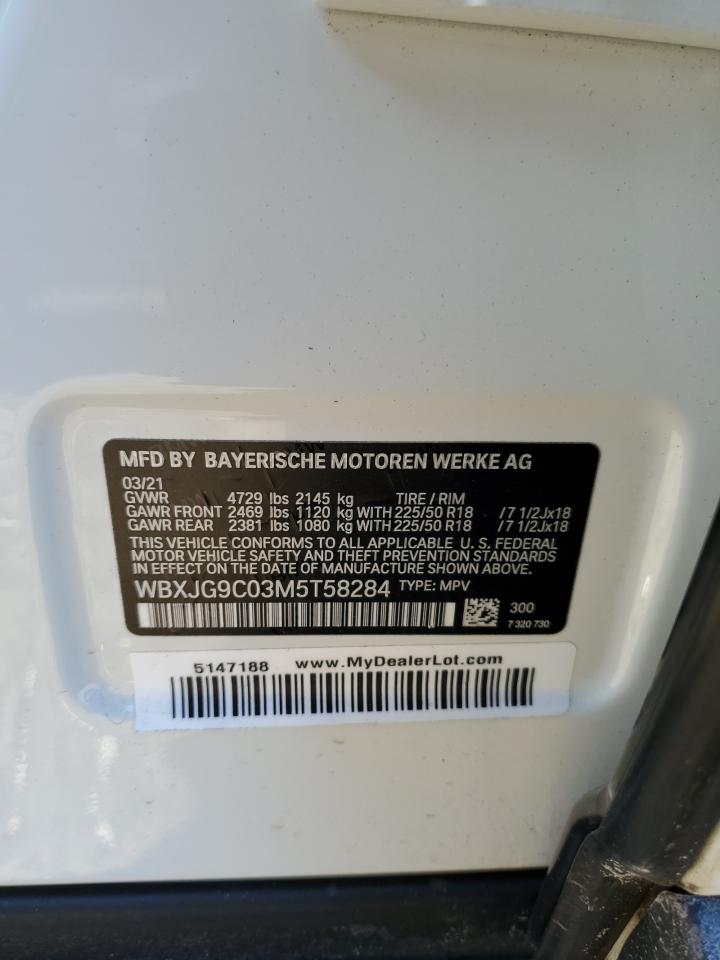 MFD BY BAYERISCHE MOTOREN WERKE AG
03/21
GVWR 4729 lbs 2145 kg TIRE / RIM
GAWR FRONT 2469 lbs 1120 kg WITH 225/50 R18 /7 1/2Jx18
GAWR REAR 2381 lbs 1080 kg WITH 225/50 R18 /7 1/2Jx18
THIS VEHICLE CONFORMS TO ALL APPLICABLE U. S. FEDERAL
MOTOR VEHICLE SAFETY AND THEFT PREVENTION STANDARDS
IN EFFECT ON THE DATE OF MANUFACTURE SHOWN ABOVE.
WBXJG9C03M5T58284 TYPE: MPV
300
7 320 730
5147188 www.MyDealerLot.com